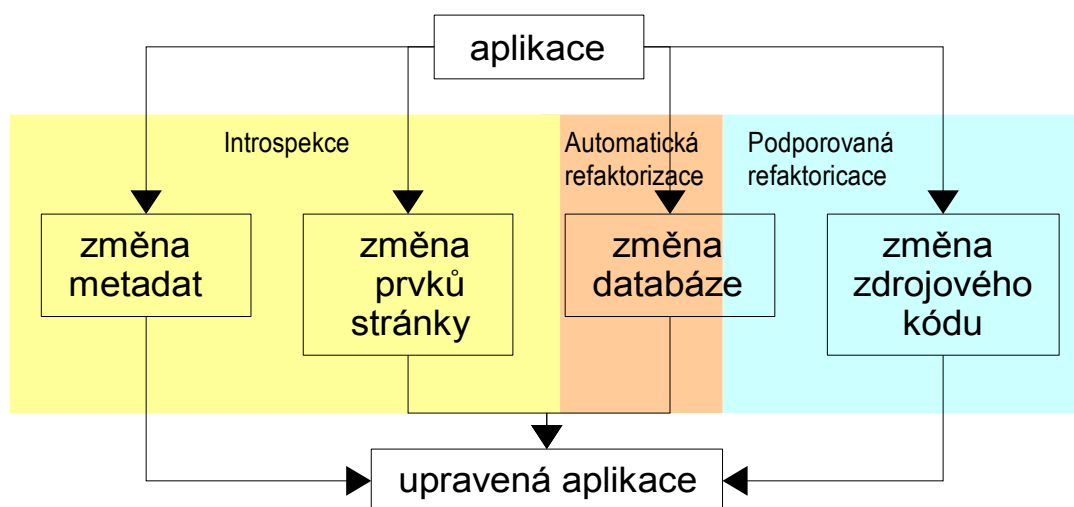 aplikace
Introspekce
Automatická
refaktorizace
Podporovaná
refaktoricace
změna
metadat
změna
prvků
stránky
změna
databáze
změna
zdrojového
kódu
upravená aplikace